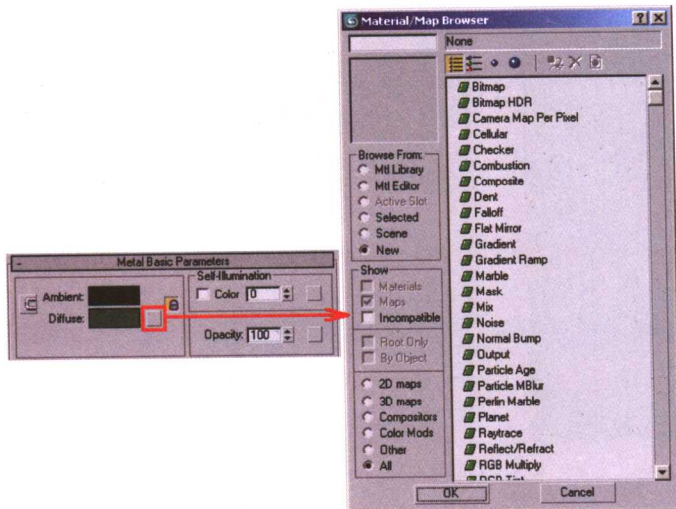 Material/Map Browser
None
Bitmap
Bitmap HDR
Camera Map Per Pixel
Cellular
Checker
Combustion
Composite
Dent
Falloff
Flat Mirror
Gradient
Gradient Ramp
Marble
Mask
Mix
Noise
Normal Bump
Output
Particle Age
Particle MBlur
Perlin Marble
Planet
Raytrace
Reflect/Refract
RGB Multiply
RGB Tint
Browse From:
Mtl Library
Mtl Editor
Active Slot
Selected
Scene
New
Show
Materials
Maps
Incompatible
Root Only
By Object
2D maps
3D maps
Compositors
Color Mods
Other
All
OK
Cancel
- Metal Basic Parameters
Ambient:
Diffuse:
Self-Illumination
Color 0
Opacity: 100